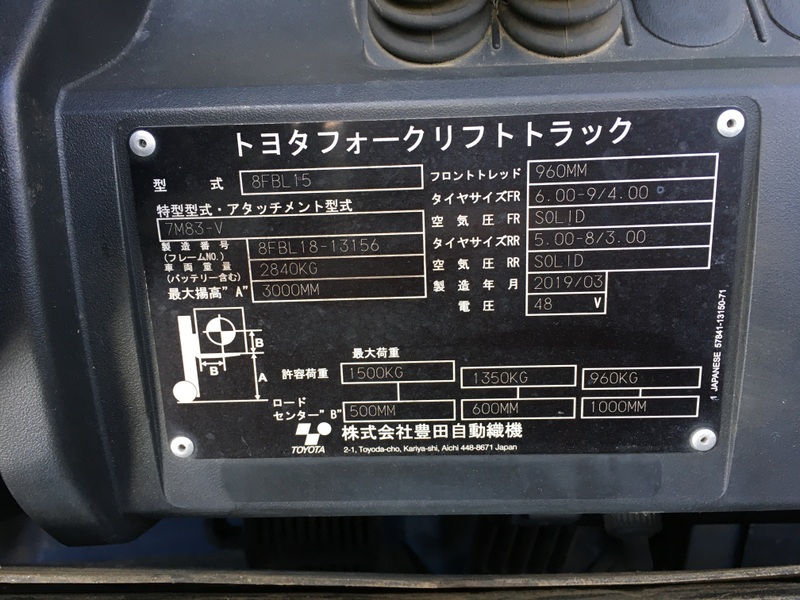 トヨタフォークリフトトラック
型 式 8FBL15
特型型式・アタッチメント型式
7M83-V
製造番号 (フレームNO.) 8FBL18-13156
車両重量 (バッテリー含む) 2840KG
最大揚高"A" 3000MM
フロントトレッド 960MM
タイヤサイズFR 6.00-9/4.00
空気圧 FR SOLID
タイヤサイズRR 5.00-8/3.00
空気圧 RR SOLID
製造年月 2019/03
電圧 48 V
B
B
A
最大荷重
許容荷重 1500KG 1350KG 960KG
ロードセンター"B" 500MM 600MM 1000MM
TOYOTA 株式会社豊田自動織機
2-1, Toyoda-cho, Kariya-shi, Aichi 448-8671 Japan
1 JAPANESE 57841-13150-71